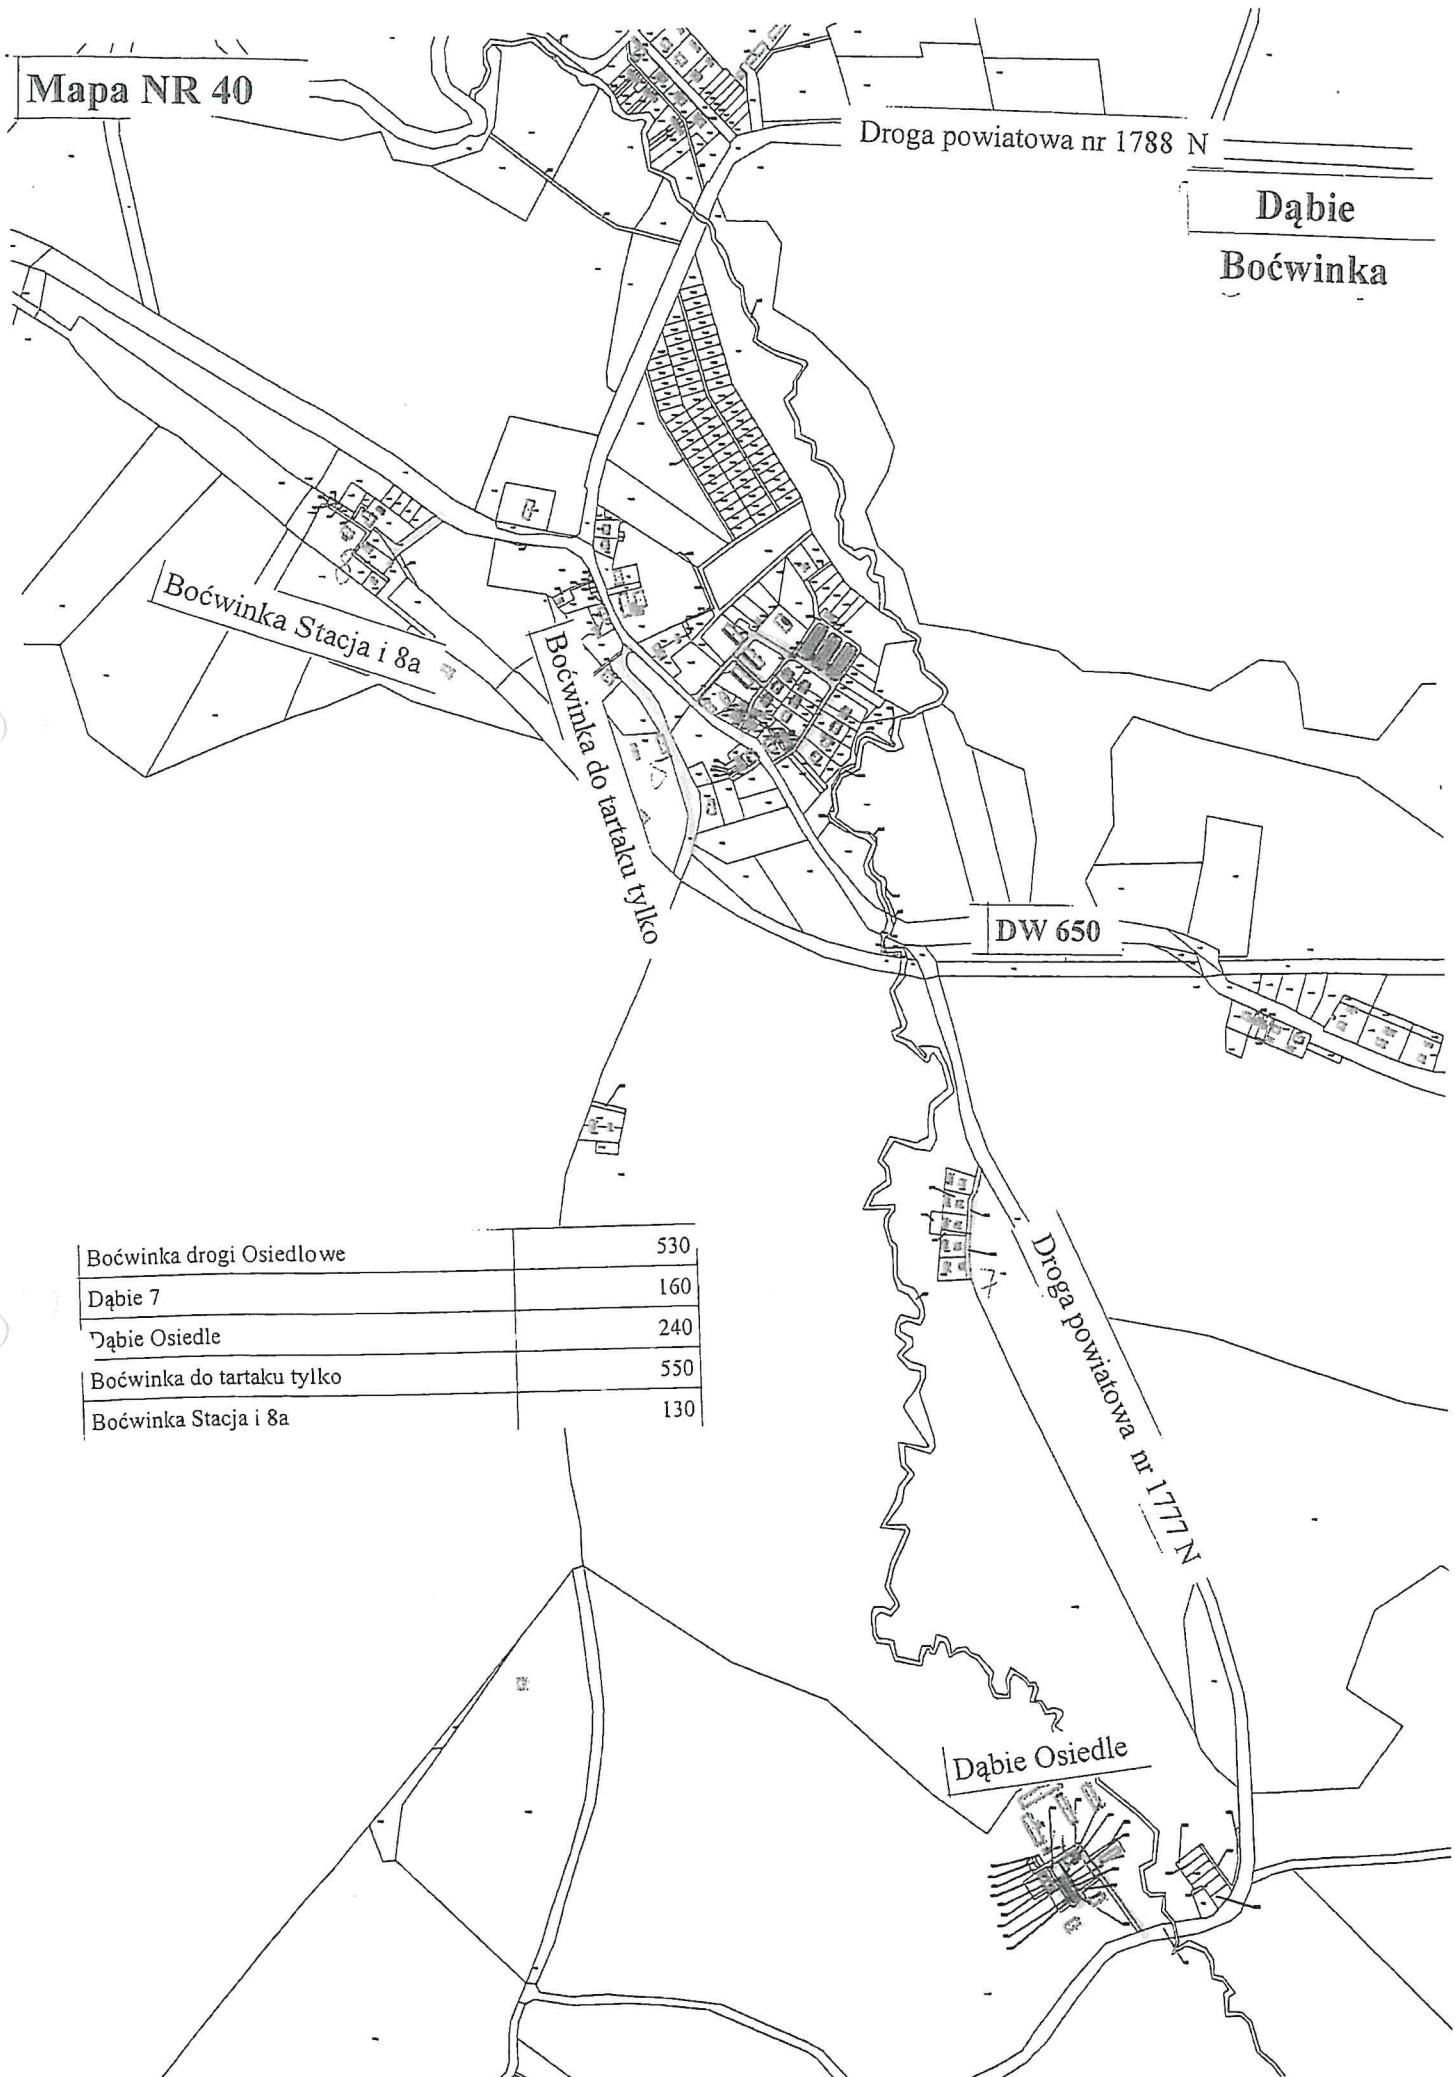 Mapa NR 40
Droga powiatowa nr 1788 N
Dąbie
Boćwinka
Boćwinka Stacja i 8a
Boćwinka do tartaku tylko
DW 650
Boćwinka drogi Osiedlowe 530
Dąbie 7 160
Dąbie Osiedle 240
Boćwinka do tartaku tylko 550
Boćwinka Stacja i 8a 130
7
Droga powiatowa nr 1777 N
Dąbie Osiedle